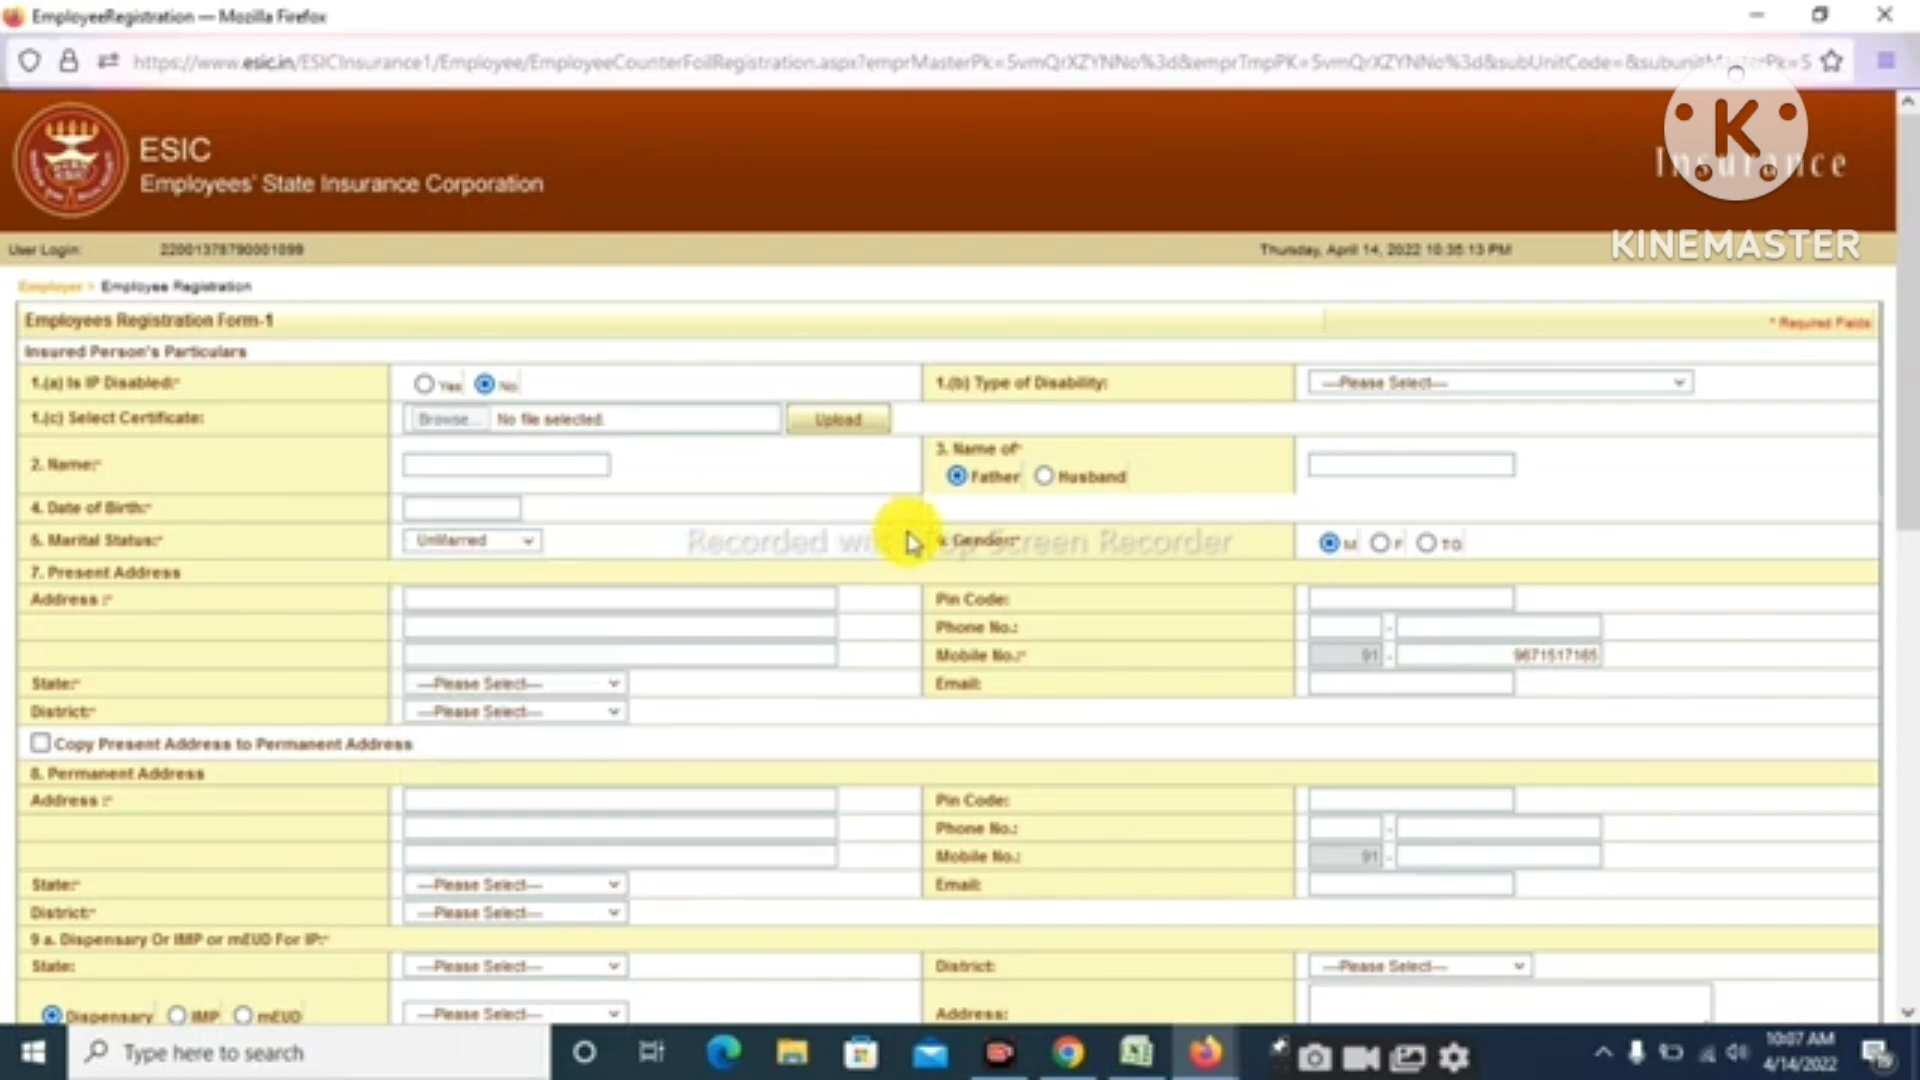 EmployeeRegistration — Mozilla Firefox
https://www.esic.in/ESICInsurance1/Employee/EmployeeCounterFoilRegistration.aspx?emprMasterPk=5vmQrXZYNNo%3d&emprTmpPK=5vmQrXZYNNo%3d&subUnitCode=&subunitMasterPk=5
ESIC
Employees' State Insurance Corporation
Insurance
K
KINEMASTER
User Login: 22001378790001099 Thursday, April 14, 2022 10:35:13 PM
Employer > Employee Registration
Employees Registration Form-1 * Required Fields
Insured Person's Particulars
1.(a) Is IP Disabled:* Yes No 1.(b) Type of Disability: ---Please Select---
1.(c) Select Certificate: Browse... No file selected. Upload
2. Name:* 3. Name of*
Father Husband
4. Date of Birth:*
5. Marital Status:* UnMarried Gender:* M F TG
Recorded Screen Recorder
7. Present Address
Address :* Pin Code:
Phone No.:
Mobile No.:* 91 - 9671517165
State:* ---Please Select--- Email:
District:* ---Please Select---
Copy Present Address to Permanent Address
8. Permanent Address
Address :* Pin Code:
Phone No.: -
Mobile No.: 91 -
State:* ---Please Select--- Email:
District:* ---Please Select---
9 a. Dispensary Or IMP or mEUD For IP:*
State: ---Please Select--- District: ---Please Select---
Dispensary IMP mEUD ---Please Select--- Address:
Type here to search
10:07 AM
4/14/2022